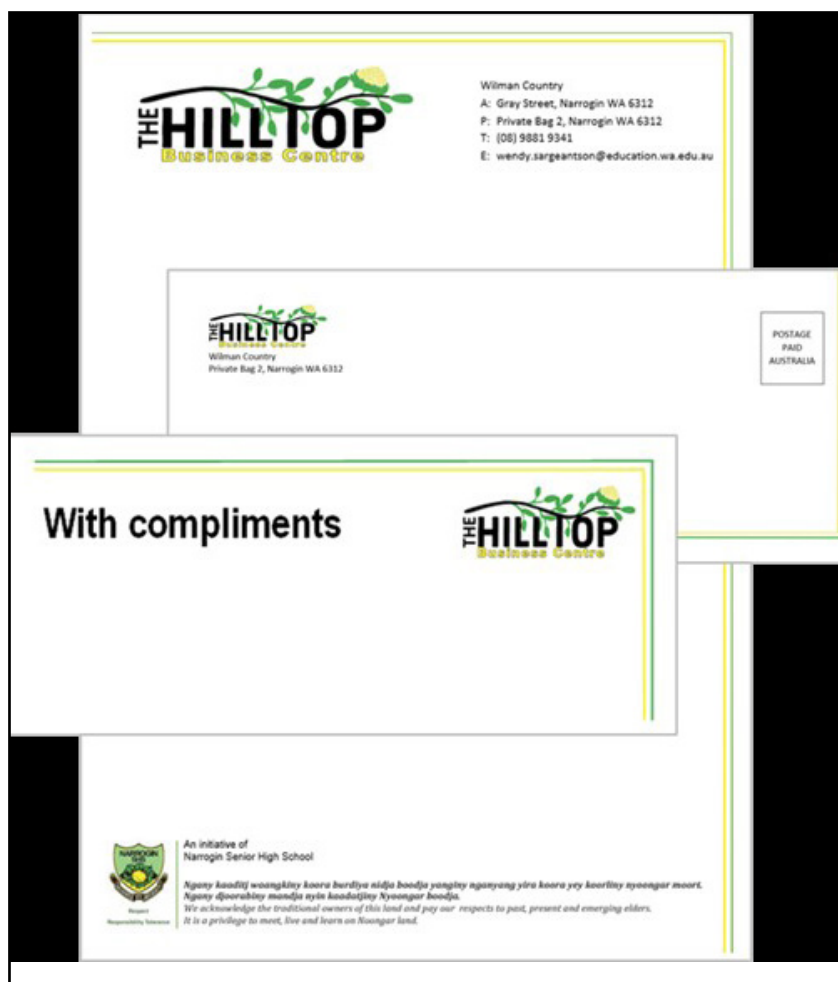 THE HILLTOP
Business Centre
Wilman Country
A: Gray Street, Narrogin WA 6312
P: Private Bag 2, Narrogin WA 6312
T: (08) 9881 9341
E: wendy.sargeantson@education.wa.edu.au
THE HILLTOP
Business Centre
Wilman Country
Private Bag 2, Narrogin WA 6312
POSTAGE
PAID
AUSTRALIA
With compliments
THE HILLTOP
Business Centre
NARROGIN
SHS
Respect
Responsibility Tolerance
An initiative of
Narrogin Senior High School
Ngany kaaditj woangkiny koora burdiya nidja boodja yanginy nganyang yira koora yey koorliny nyoongar moort.
Ngany djoorabiny mandja nyin kaadatjiny Nyoongar boodja.
We acknowledge the traditional owners of this land and pay our respects to past, present and emerging elders.
It is a privilege to meet, live and learn on Noongar land.